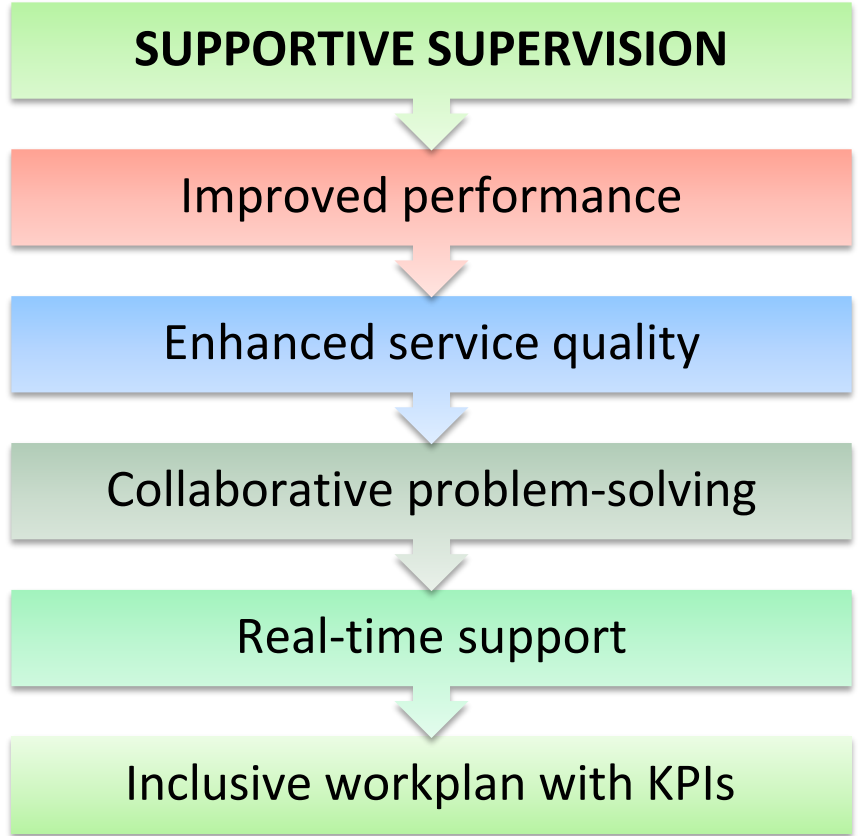 SUPPORTIVE SUPERVISION
Improved performance
Enhanced service quality
Collaborative problem-solving
Real-time support
Inclusive workplan with KPIs